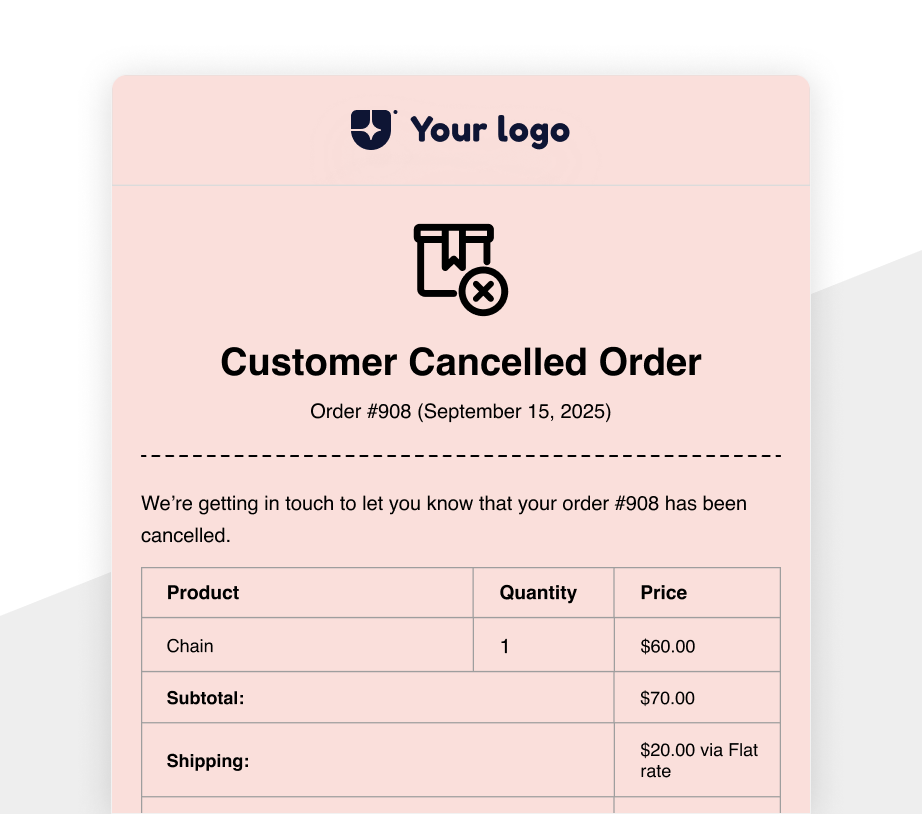 Your logo
Customer Cancelled Order
Order #908 (September 15, 2025)
We’re getting in touch to let you know that your order #908 has been
cancelled.
Product Quantity Price
Chain 1 $60.00
Subtotal: $70.00
Shipping: $20.00 via Flat
rate